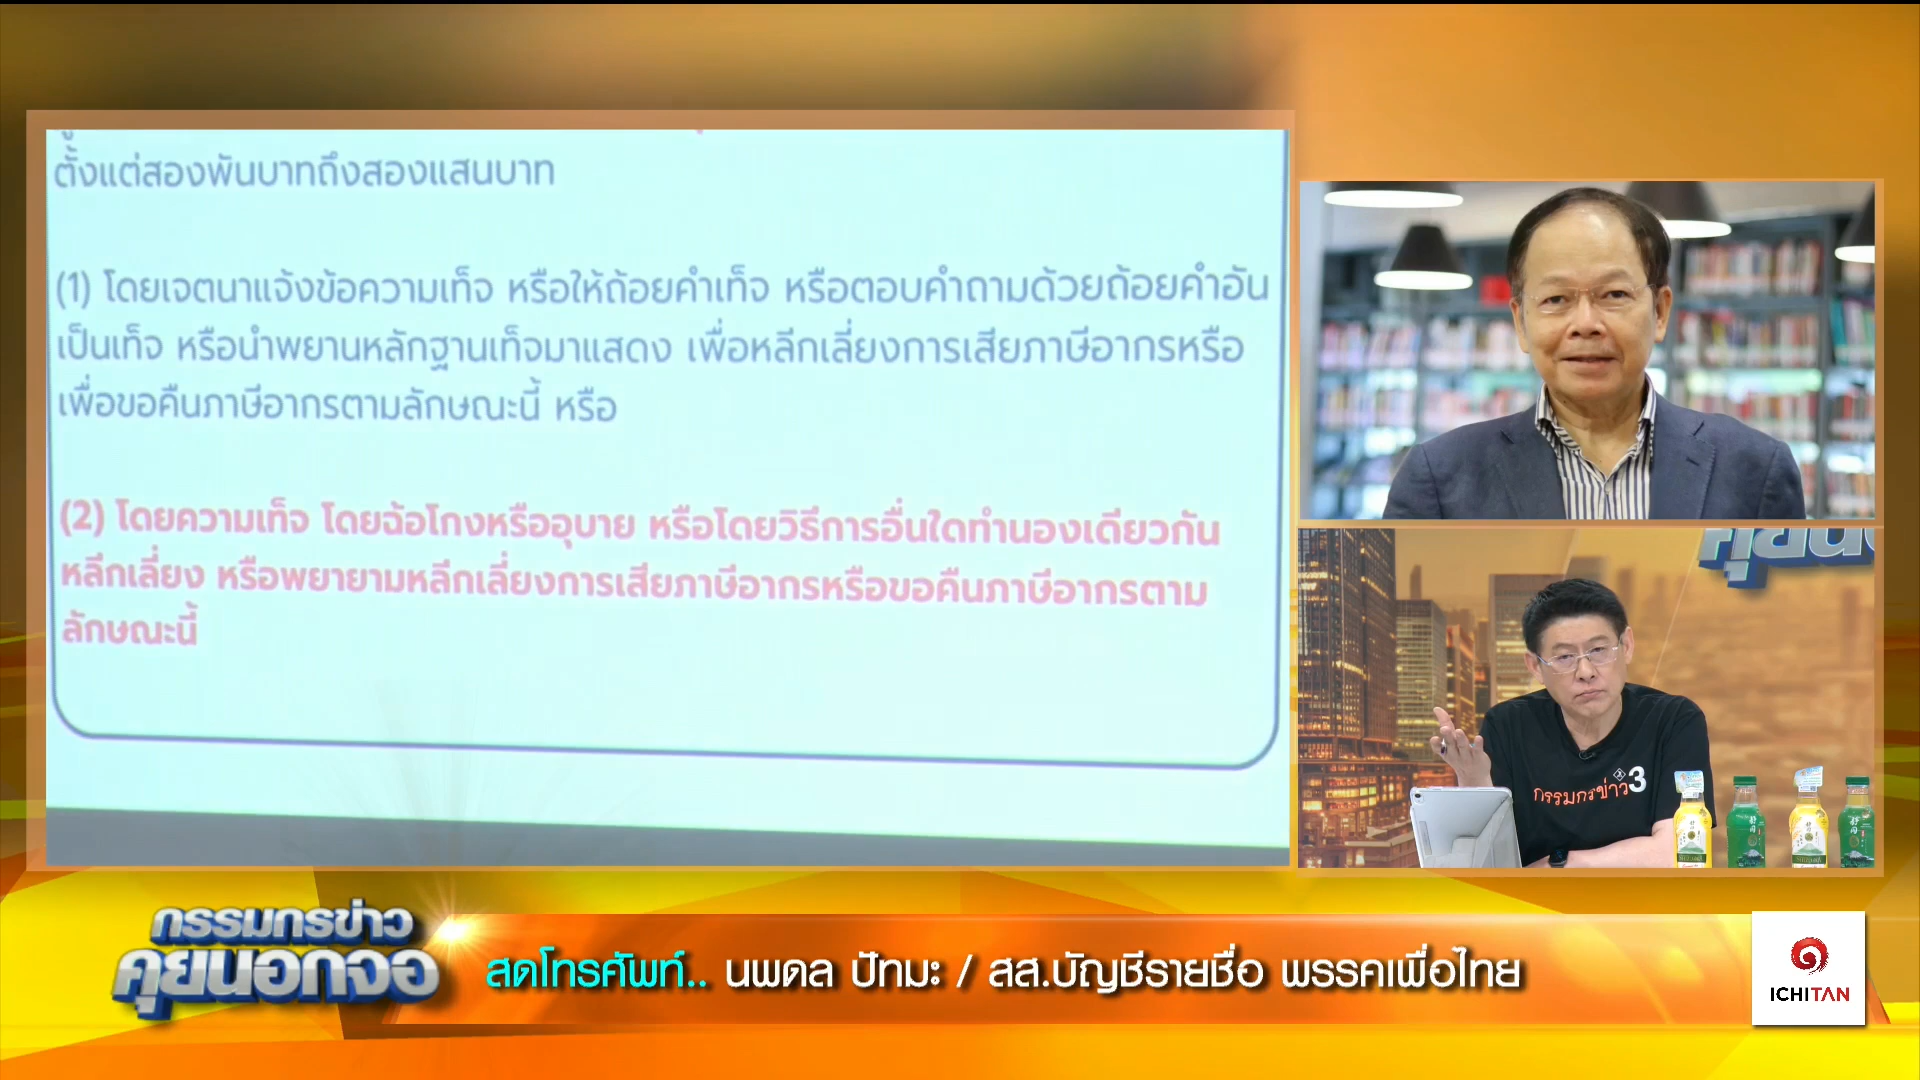 ตั้งแต่สองพันบาทถึงสองแสนบาท
(1) โดยเจตนาแจ้งข้อความเท็จ หรือให้ถ้อยคำเท็จ หรือตอบคำถามด้วยถ้อยคำอัน
เป็นเท็จ หรือนำพยานหลักฐานเท็จมาแสดง เพื่อหลีกเลี่ยงการเสียภาษีอากรหรือ
เพื่อขอคืนภาษีอากรตามลักษณะนี้ หรือ
(2) โดยความเท็จ โดยฉ้อโกงหรืออุบาย หรือโดยวิธีการอื่นใดทำนองเดียวกัน
หลีกเลี่ยง หรือพยายามหลีกเลี่ยงการเสียภาษีอากรหรือขอคืนภาษีอากรตาม
ลักษณะนี้
กรรมกรข่าว3
กรรมกรข่าว
คุยนอกจอ
สดโทรศัพท์.. นพดล ปัทมะ / สส.บัญชีรายชื่อ พรรคเพื่อไทย
ICHITAN